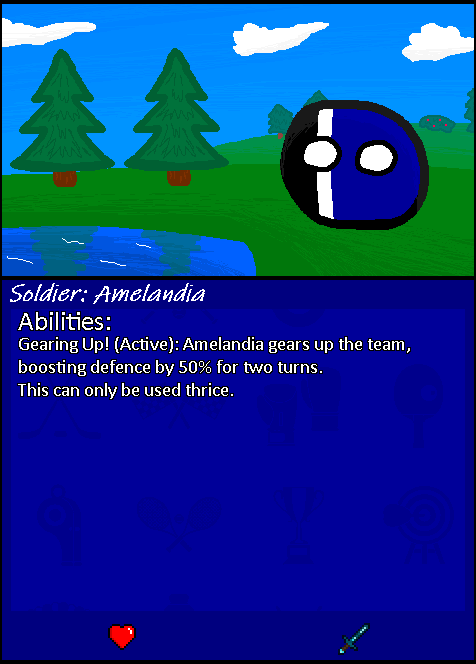 Soldier: Amelandia
Abilities:
Gearing Up! (Active): Amelandia gears up the team,
boosting defence by 50% for two turns.
This can only be used thrice.